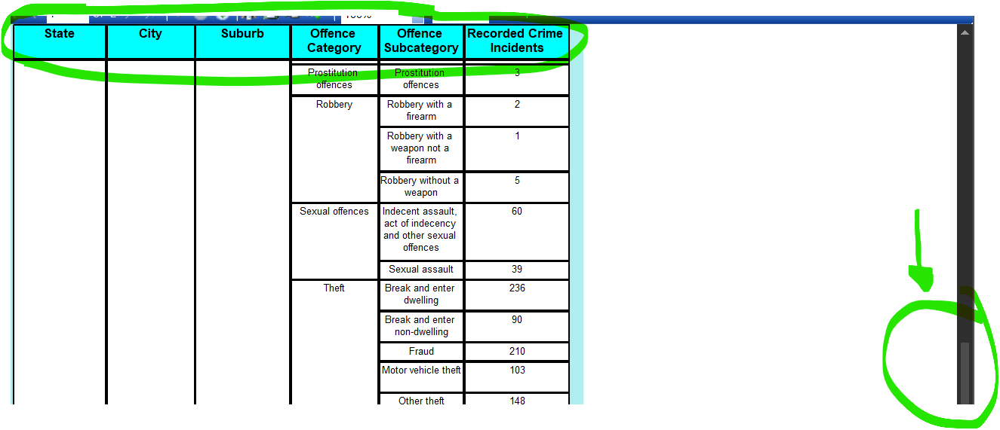 State City Suburb Offence Category Offence Subcategory Recorded Crime Incidents
Prostitution offences Prostitution offences 3
Robbery Robbery with a firearm 2
Robbery with a weapon not a firearm 1
Robbery without a weapon 5
Sexual offences Indecent assault, act of indecency and other sexual offences 60
Sexual assault 39
Theft Break and enter dwelling 236
Break and enter non-dwelling 90
Fraud 210
Motor vehicle theft 103
Other theft 148